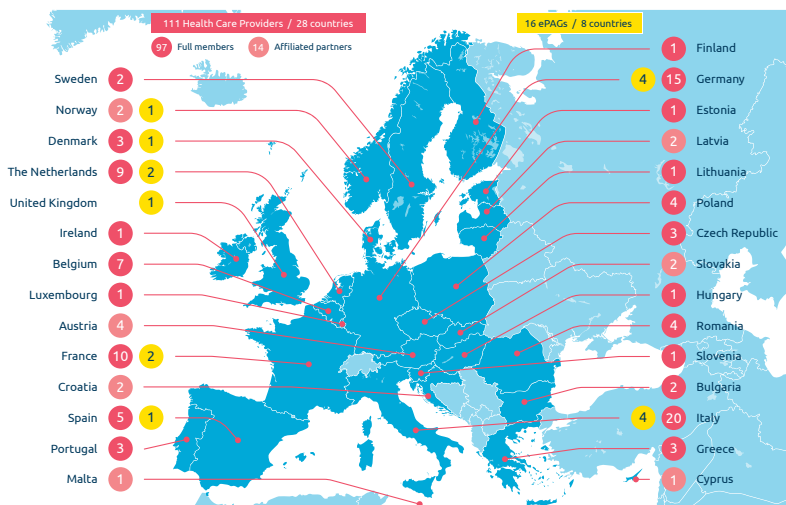 111 Health Care Providers / 28 countries
97 Full members 14 Affiliated partners
16 ePAGs / 8 countries
Sweden 2
Norway 2 1
Denmark 3 1
The Netherlands 9 2
United Kingdom 1
Ireland 1
Belgium 7
Luxembourg 1
Austria 4
France 10 2
Croatia 2
Spain 5 1
Portugal 3
Malta 1
1 Finland
4 15 Germany
1 Estonia
2 Latvia
1 Lithuania
4 Poland
3 Czech Republic
2 Slovakia
1 Hungary
4 Romania
1 Slovenia
2 Bulgaria
4 20 Italy
3 Greece
1 Cyprus